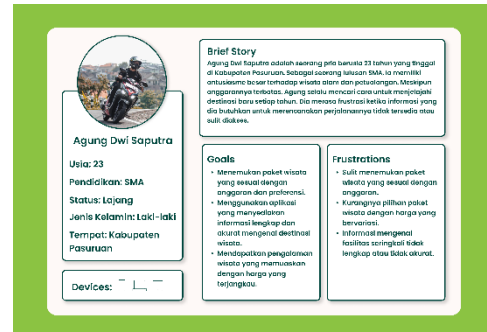 Agung Dwi Saputra
Usia: 23
Pendidikan: SMA
Status: Lajang
Jenis Kelamin: Laki-laki
Tempat: Kabupaten
Pasuruan
Devices:
Brief Story
Agung Dwi Saputra adalah seorang pria berusia 23 tahun yang tinggal
di Kabupaten Pasuruan. Sebagai seorang lulusan SMA. Ia memiliki
antusiasme besar terhadap wisata alam dan petualangan. Meskipun
anggarannya terbatas, Agung selalu mencari cara untuk menjelajahi
destinasi baru setiap tahun. Dia merasa frustrasi ketika informasi yang
dia butuhkan untuk merencanakan perjalanannya tidak tersedia atau
sulit diakses.
Goals
• Menemukan paket wisata
yang sesuai dengan
anggaran dan preferensi.
• Menggunakan aplikasi
yang menyediakan
informasi lengkap dan
akurat mengenai destinasi
wisata.
• Mendapatkan pengalaman
wisata yang memuaskan
dengan harga yang
terjangkau.
Frustrations
• Sulit menemukan paket
wisata yang sesuai dengan
anggaran.
• Kurangnya pilihan paket
wisata dengan harga yang
bervariasi.
• Informasi mengenai
fasilitas seringkali tidak
lengkap atau tidak akurat.